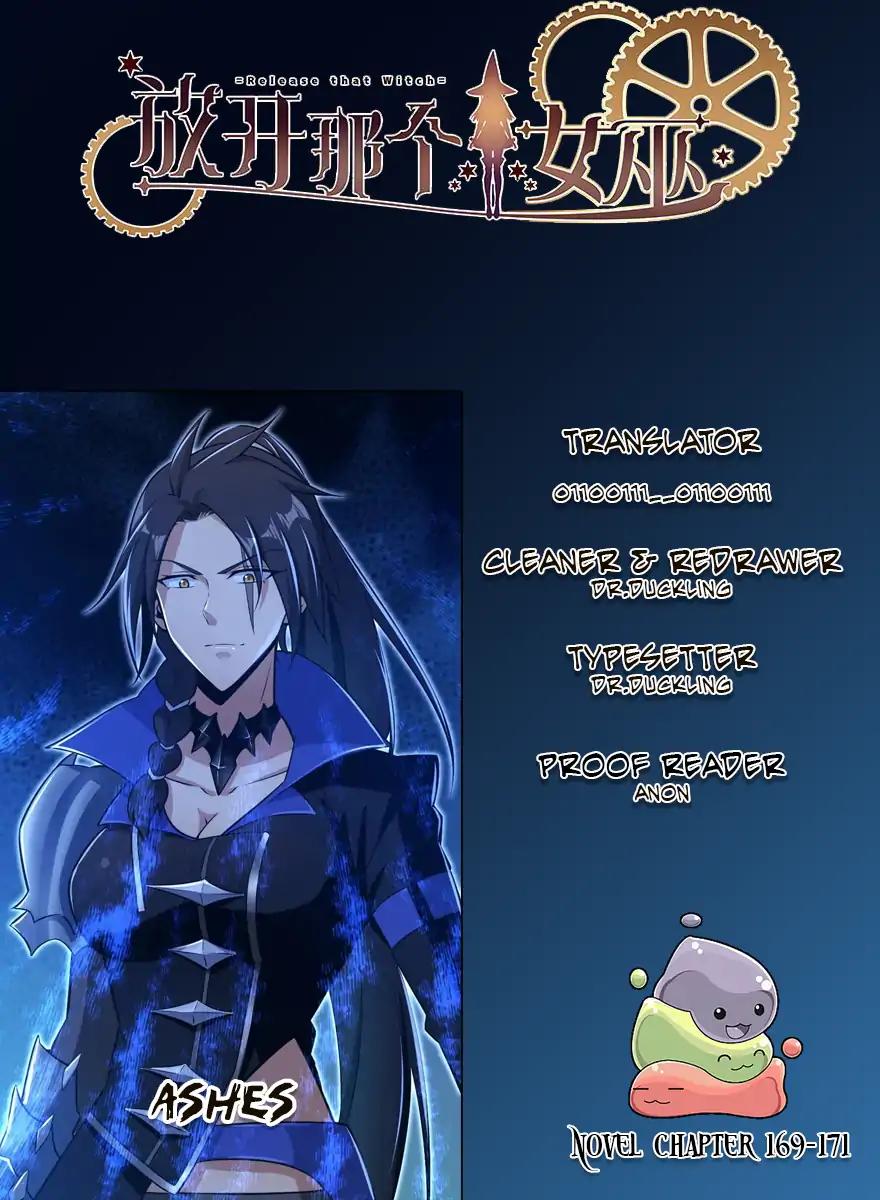 =Release that Witch=
放开那个女巫
TRANSLATOR
01100111__01100111
CLEANER & REDRAWER
DR.DUCKLING
TYPESETTER
DR.DUCKLING
PROOF READER
ANON
ASHES
NOVEL CHAPTER 169-171